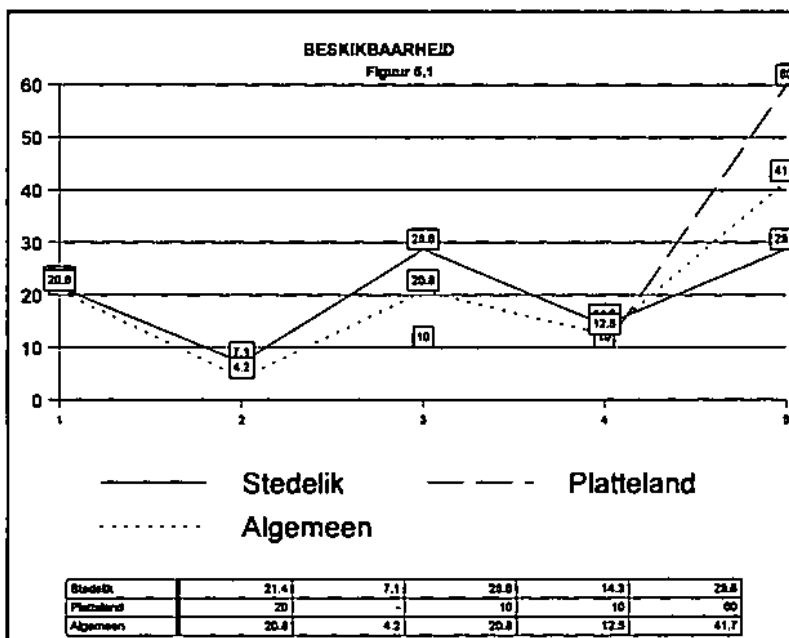 BESKIKBAARHEID
Figuur 5.1
60
50
40
30
20
10
0
20.8
7.1
4.2
28.6
20.8
10
12.5
10
60
41
28
1 2 3 4 5
Stedelik Platteland
Algemeen
Stedelik 21.4 7.1 28.6 14.3 28.6
Platteland 20 - 10 10 60
Algemeen 20.8 4.2 20.8 12.5 41.7